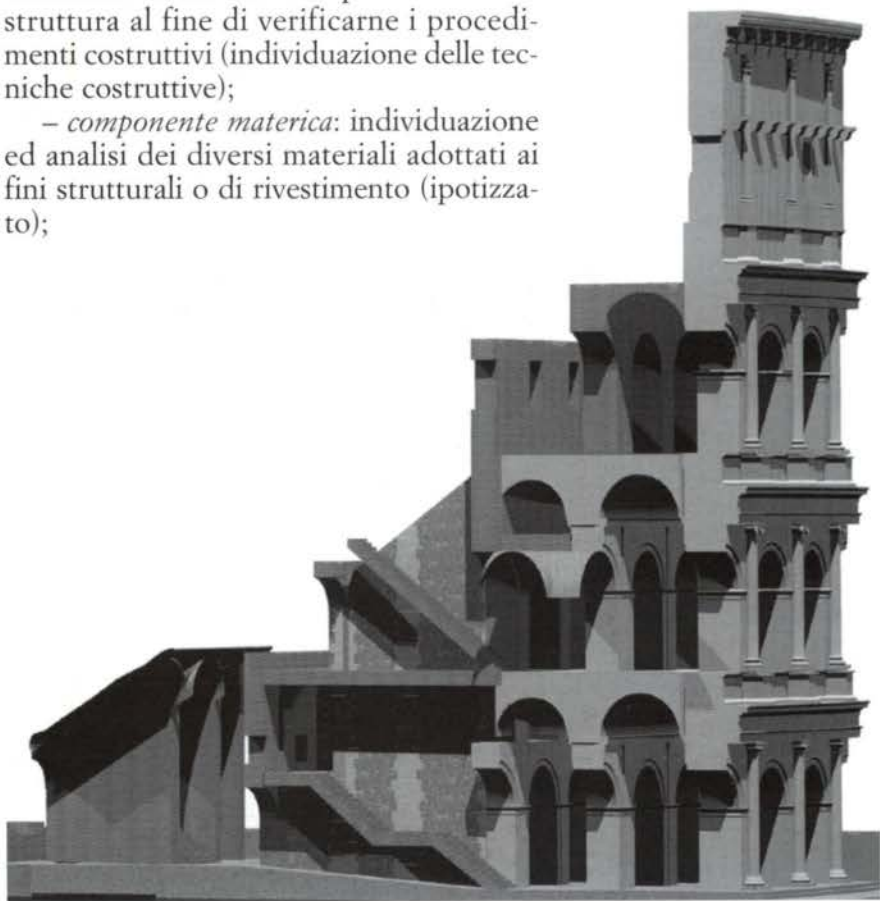 struttura al fine di verificarne i procedi-
menti costruttivi (individuazione delle tec-
niche costruttive);
– componente materica: individuazione
ed analisi dei diversi materiali adottati ai
fini strutturali o di rivestimento (ipotizza-
to);